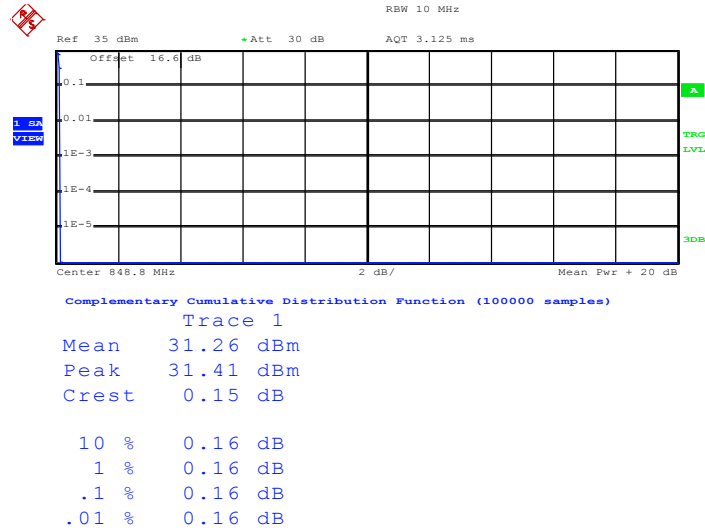 RBW 10 MHz
Ref 35 dBm * Att 30 dB AQT 3.125 ms
Offset 16.6 dB
0.1
A
0.01
1 SA
VIEW
TRG
LVL
1E-3
1E-4
1E-5
3DB
Center 848.8 MHz 2 dB/ Mean Pwr + 20 dB
Complementary Cumulative Distribution Function (100000 samples)
Trace 1
Mean 31.26 dBm
Peak 31.41 dBm
Crest 0.15 dB
10 % 0.16 dB
1 % 0.16 dB
.1 % 0.16 dB
.01 % 0.16 dB